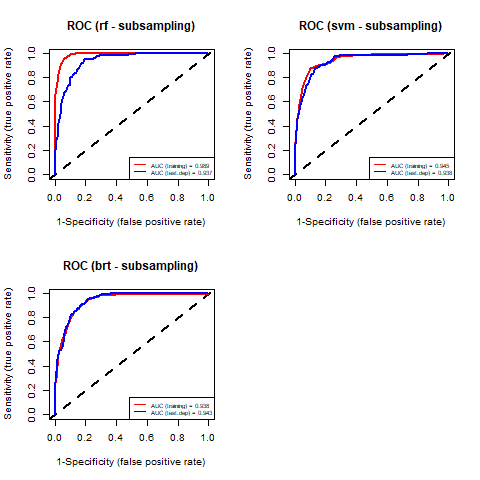 ROC (rf - subsampling)
Sensitivity (true positive rate)
1.0
0.8
0.6
0.4
0.2
0.0
AUC (training) = 0.989
AUC (test.dep) = 0.937
0.0 0.2 0.4 0.6 0.8 1.0
1-Specificity (false positive rate)
ROC (svm - subsampling)
Sensitivity (true positive rate)
1.0
0.8
0.6
0.4
0.2
0.0
AUC (training) = 0.945
AUC (test.dep) = 0.938
0.0 0.2 0.4 0.6 0.8 1.0
1-Specificity (false positive rate)
ROC (brt - subsampling)
Sensitivity (true positive rate)
1.0
0.8
0.6
0.4
0.2
0.0
AUC (training) = 0.938
AUC (test.dep) = 0.943
0.0 0.2 0.4 0.6 0.8 1.0
1-Specificity (false positive rate)